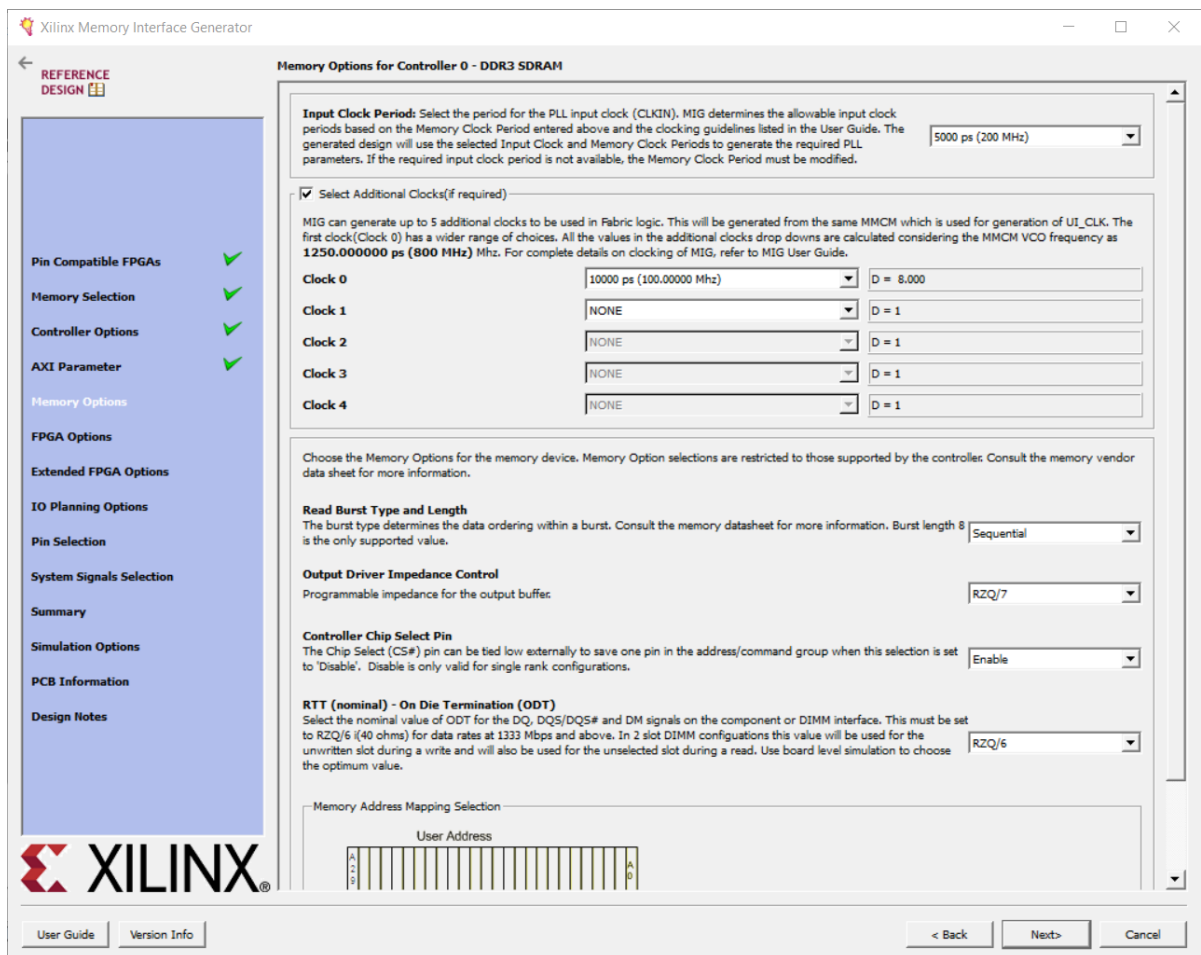 Xilinx Memory Interface Generator
REFERENCE
DESIGN
Pin Compatible FPGAs
Memory Selection
Controller Options
AXI Parameter
Memory Options
FPGA Options
Extended FPGA Options
IO Planning Options
Pin Selection
System Signals Selection
Summary
Simulation Options
PCB Information
Design Notes
XILINX®
Memory Options for Controller 0 - DDR3 SDRAM
Input Clock Period: Select the period for the PLL input clock (CLKIN). MIG determines the allowable input clock
periods based on the Memory Clock Period entered above and the clocking guidelines listed in the User Guide. The
generated design will use the selected Input Clock and Memory Clock Periods to generate the required PLL
parameters. If the required input clock period is not available, the Memory Clock Period must be modified.
5000 ps (200 MHz)
Select Additional Clocks(if required)
MIG can generate up to 5 additional clocks to be used in Fabric logic. This will be generated from the same MMCM which is used for generation of UI_CLK. The
first clock(Clock 0) has a wider range of choices. All the values in the additional clocks drop downs are calculated considering the MMCM VCO frequency as
1250.000000 ps (800 MHz) Mhz. For complete details on clocking of MIG, refer to MIG User Guide.
Clock 0 10000 ps (100.00000 Mhz) D = 8.000
Clock 1 NONE D = 1
Clock 2 NONE D = 1
Clock 3 NONE D = 1
Clock 4 NONE D = 1
Choose the Memory Options for the memory device. Memory Option selections are restricted to those supported by the controller. Consult the memory vendor
data sheet for more information.
Read Burst Type and Length
The burst type determines the data ordering within a burst. Consult the memory datasheet for more information. Burst length 8
is the only supported value.
Sequential
Output Driver Impedance Control
Programmable impedance for the output buffer.
RZQ/7
Controller Chip Select Pin
The Chip Select (CS#) pin can be tied low externally to save one pin in the address/command group when this selection is set
to 'Disable'. Disable is only valid for single rank configurations.
Enable
RTT (nominal) - On Die Termination (ODT)
Select the nominal value of ODT for the DQ, DQS/DQS# and DM signals on the component or DIMM interface. This must be set
to RZQ/6 i(40 ohms) for data rates at 1333 Mbps and above. In 2 slot DIMM configuations this value will be used for the
unwritten slot during a write and will also be used for the unselected slot during a read. Use board level simulation to choose
the optimum value.
RZQ/6
Memory Address Mapping Selection
User Address
A29
A0
User Guide
Version Info
< Back
Next>
Cancel